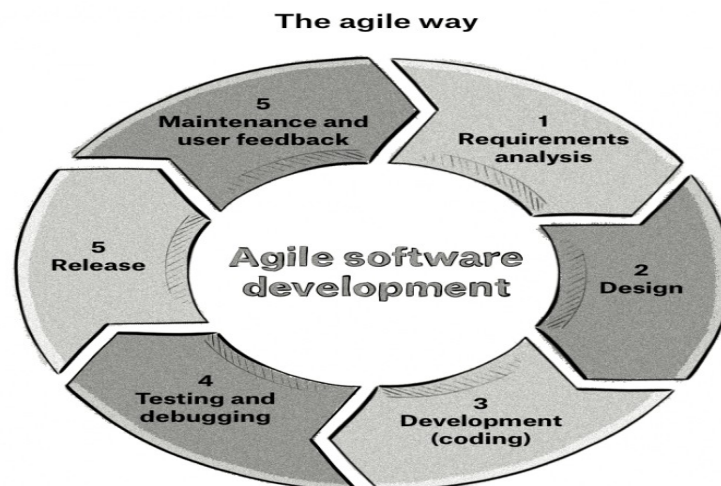 The agile way
5
Maintenance and
user feedback
1
Requirements
analysis
5
Release
Agile software
development
2
Design
4
Testing and
debugging
3
Development
(coding)